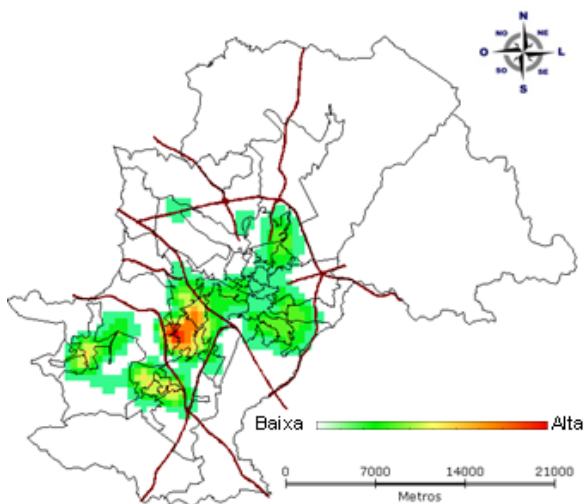 N
NO NE
O L
SO SE
S
Baixa Alta
0 7000 14000 21000
Metros